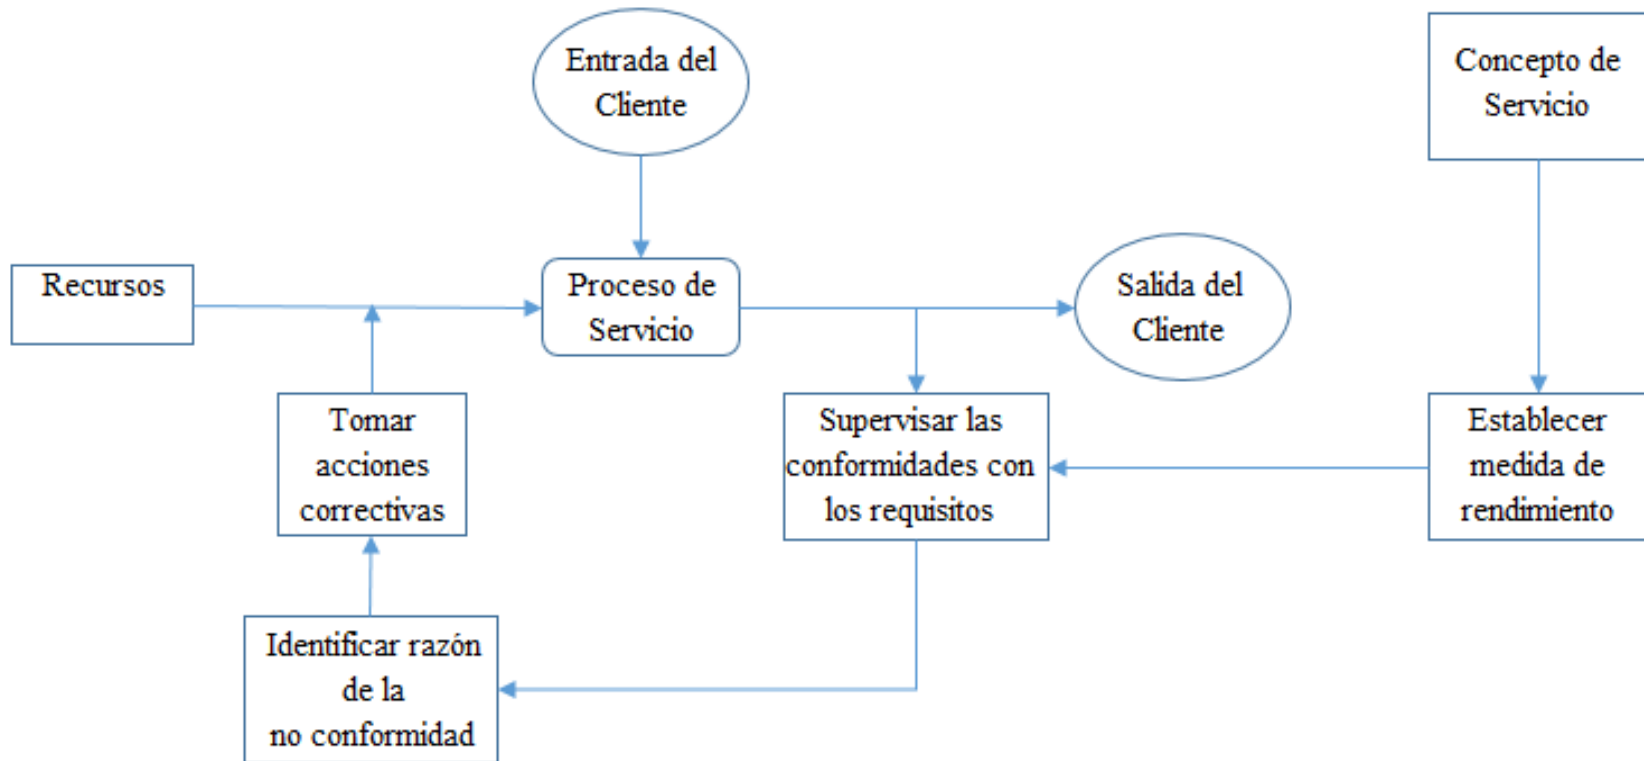 Entrada del
Cliente
Concepto de
Servicio
Recursos
Proceso de
Servicio
Salida del
Cliente
Tomar
acciones
correctivas
Supervisar las
conformidades con
los requisitos
Establecer
medida de
rendimiento
Identificar razón
de la
no conformidad